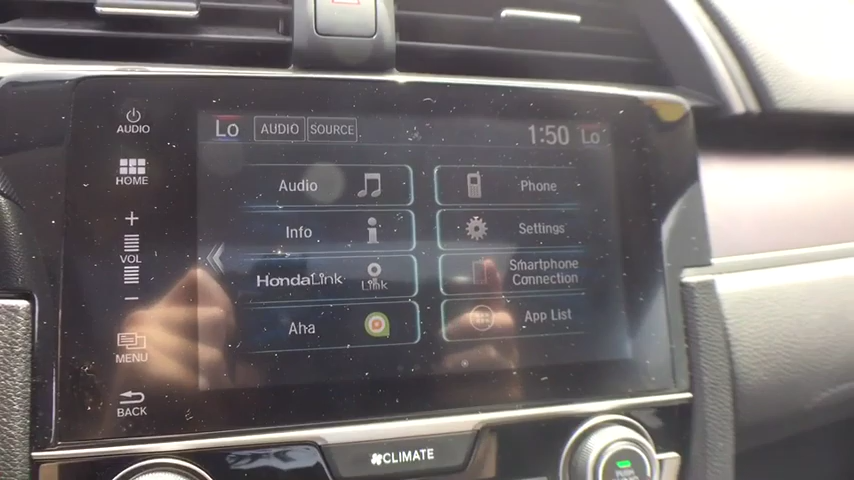 AUDIO
HOME
+
VOL
−
MENU
BACK
Lo AUDIO SOURCE 1:50 Lo
Audio
Phone
Info
Settings
HondaLink
Link
Smartphone
Connection
Aha
App List
CLIMATE
PUSH